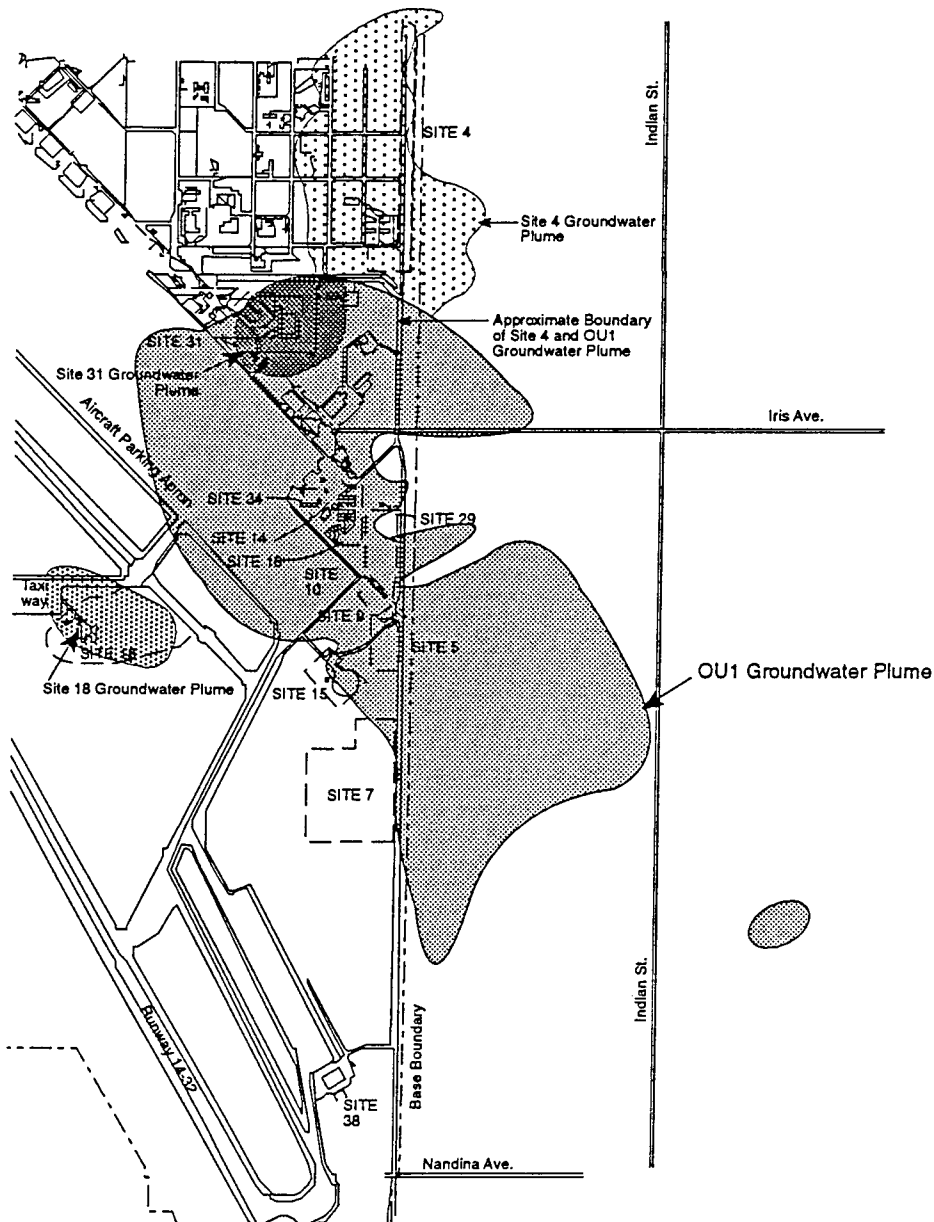 Indian St.
SITE 4
Site 4 Groundwater
Plume
Approximate Boundary
of Site 4 and OU1
Groundwater Plume
SITE 31
Site 31 Groundwater
Plume
Aircraft Parking Apron
Iris Ave.
SITE 34
SITE 29
SITE 14
SITE
10
Taxi
way
SITE 9
SITE 5
Site 18 Groundwater Plume
SITE 15
OU1 Groundwater Plume
SITE 7
Indian St.
Runway 14-32
Base Boundary
SITE
38
Nandina Ave.